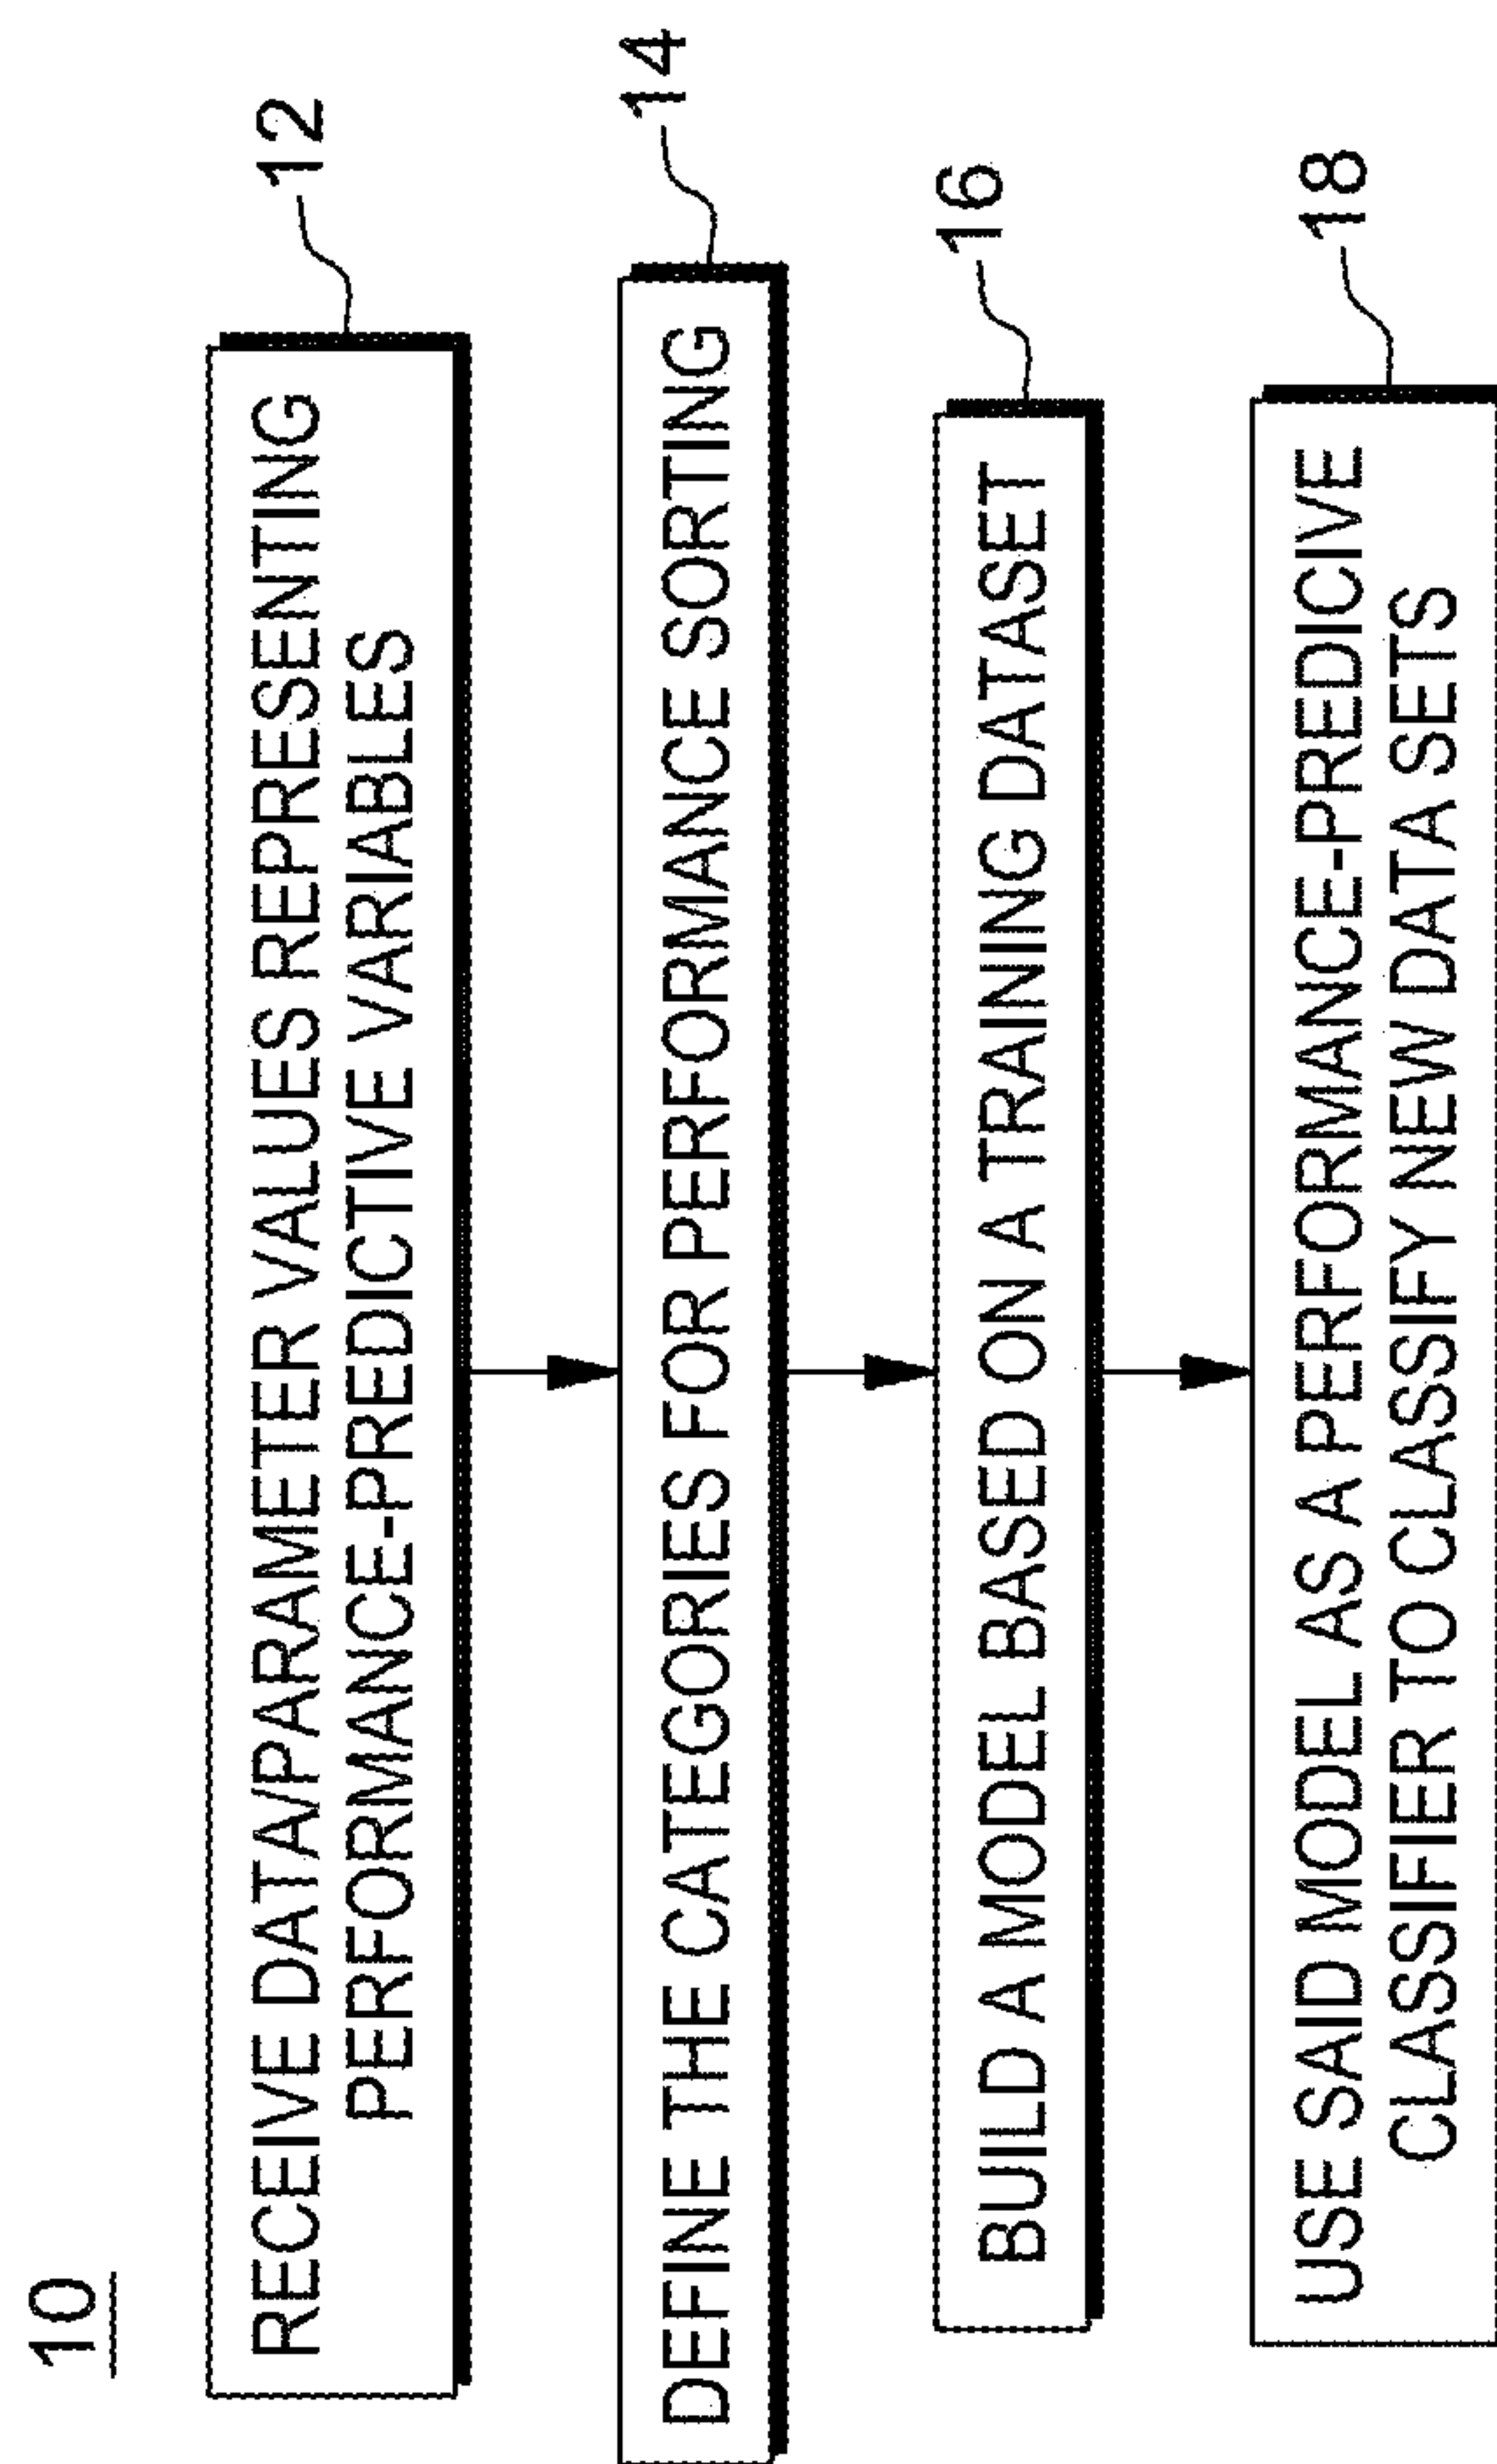 10
RECEIVE DATA/PARAMETER VALUES REPRESENTING
PERFORMANCE-PREDICTIVE VARIABLES
12
DEFINE THE CATEGORIES FOR PERFORMANCE SORTING
14
BUILD A MODEL BASED ON A TRAINING DATASET
16
USE SAID MODEL AS A PERFORMANCE-PREDICIVE
CLASSIFIER TO CLASSIFY NEW DATA SETS
18